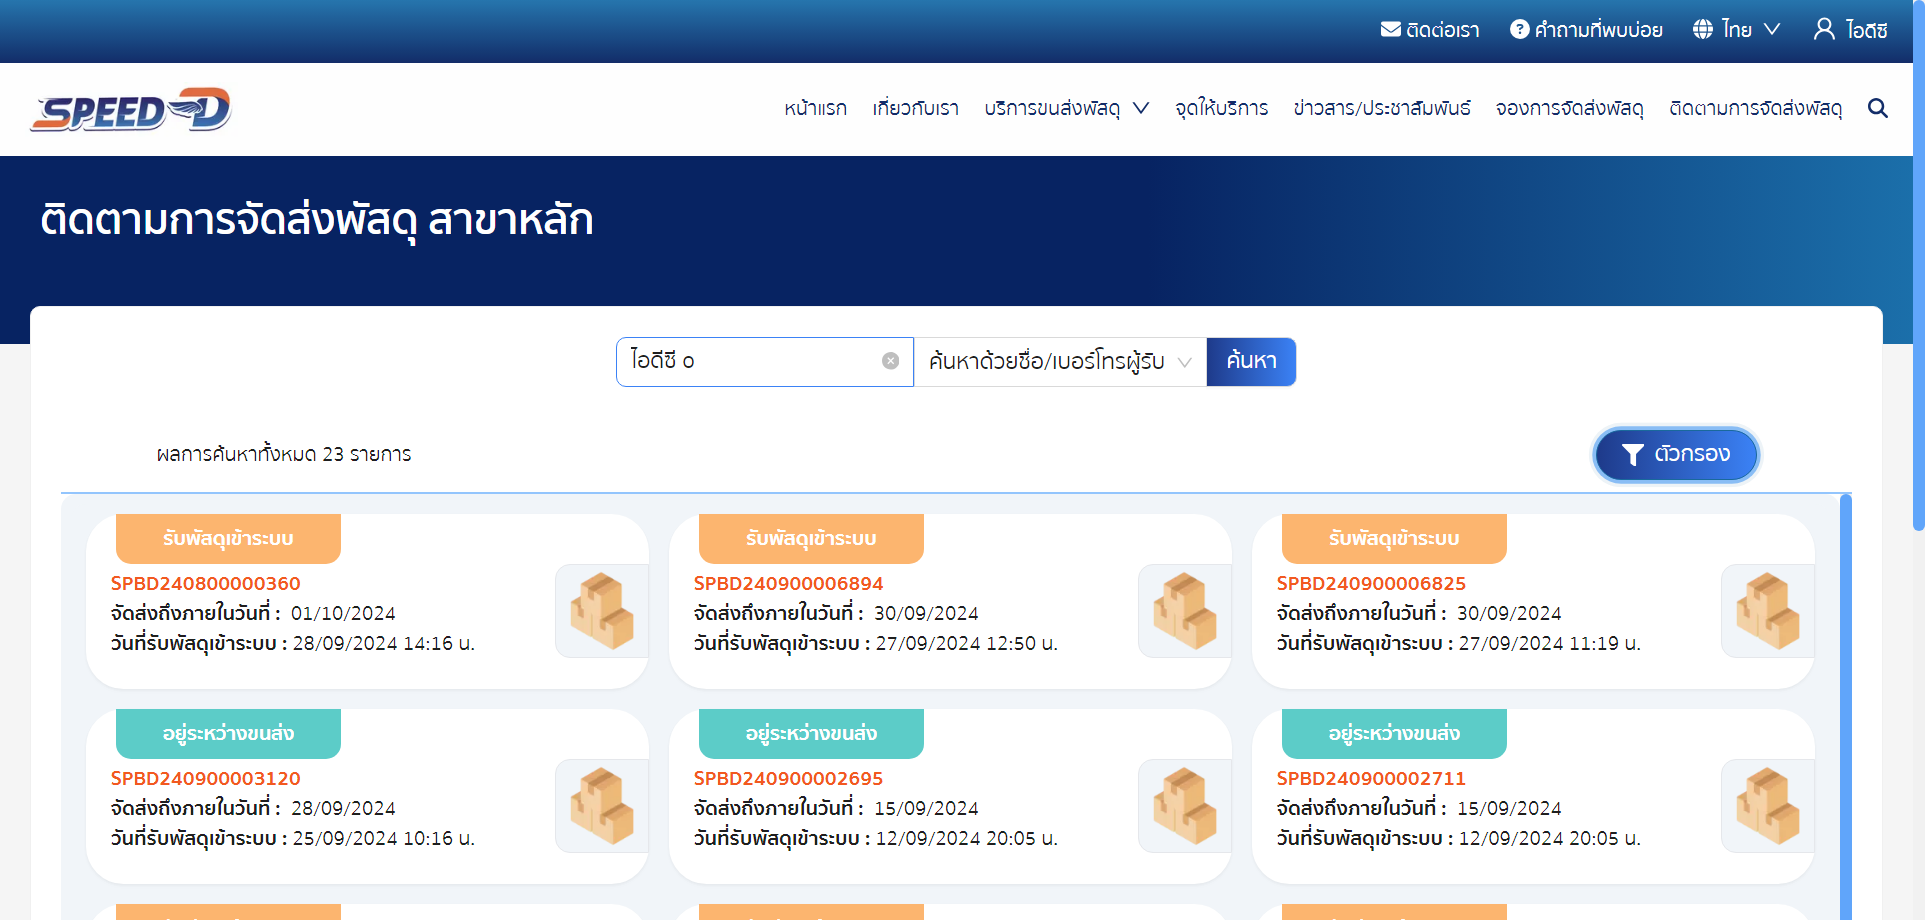 ติดต่อเรา คำถามที่พบบ่อย ไทย ไอดีซี
SPEED-D หน้าแรก เกี่ยวกับเรา บริการขนส่งพัสดุ จุดให้บริการ ข่าวสาร/ประชาสัมพันธ์ จองการจัดส่งพัสดุ ติดตามการจัดส่งพัสดุ
ติดตามการจัดส่งพัสดุ สาขาหลัก
ไอดีซี o ค้นหาด้วยชื่อ/เบอร์โทรผู้รับ ค้นหา
ผลการค้นหาทั้งหมด 23 รายการ ตัวกรอง
รับพัสดุเข้าระบบ
SPBD240800000360
จัดส่งถึงภายในวันที่ : 01/10/2024
วันที่รับพัสดุเข้าระบบ : 28/09/2024 14:16 น.
รับพัสดุเข้าระบบ
SPBD240900006894
จัดส่งถึงภายในวันที่ : 30/09/2024
วันที่รับพัสดุเข้าระบบ : 27/09/2024 12:50 น.
รับพัสดุเข้าระบบ
SPBD240900006825
จัดส่งถึงภายในวันที่ : 30/09/2024
วันที่รับพัสดุเข้าระบบ : 27/09/2024 11:19 น.
อยู่ระหว่างขนส่ง
SPBD240900003120
จัดส่งถึงภายในวันที่ : 28/09/2024
วันที่รับพัสดุเข้าระบบ : 25/09/2024 10:16 น.
อยู่ระหว่างขนส่ง
SPBD240900002695
จัดส่งถึงภายในวันที่ : 15/09/2024
วันที่รับพัสดุเข้าระบบ : 12/09/2024 20:05 น.
อยู่ระหว่างขนส่ง
SPBD240900002711
จัดส่งถึงภายในวันที่ : 15/09/2024
วันที่รับพัสดุเข้าระบบ : 12/09/2024 20:05 น.